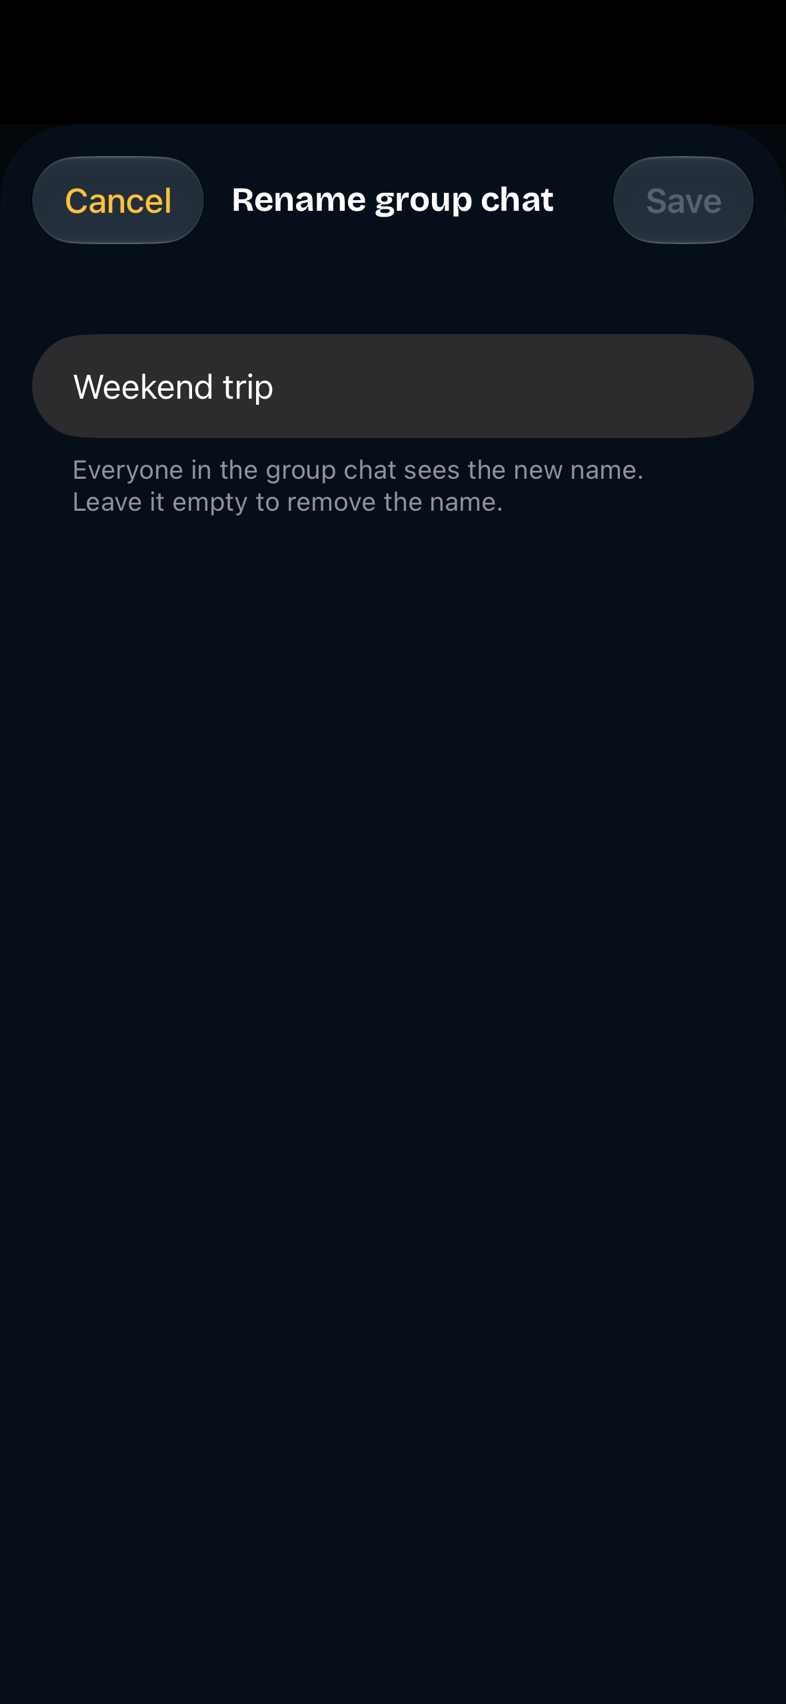 Cancel
Rename group chat
Save
Weekend trip
Everyone in the group chat sees the new name.
Leave it empty to remove the name.